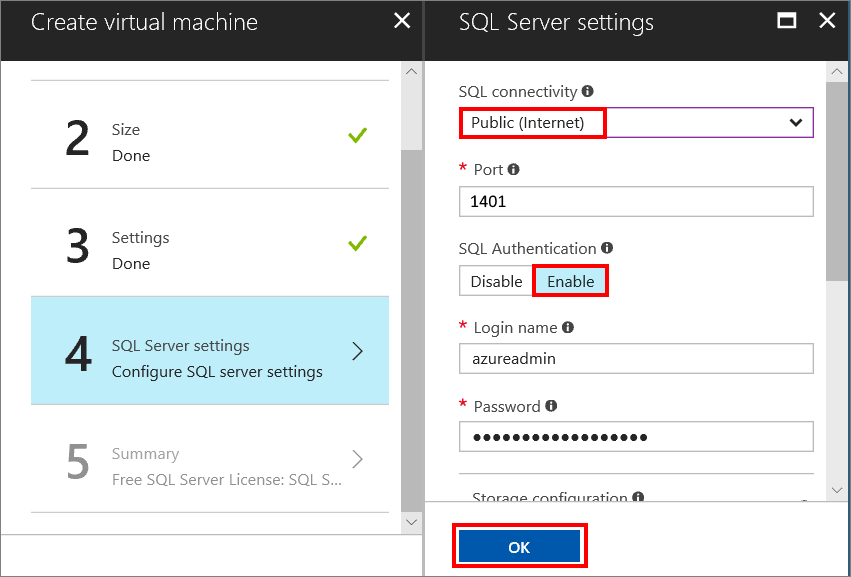 Create virtual machine
2
Size
Done
3
Settings
Done
4
SQL Server settings
Configure SQL server settings
5
Summary
Free SQL Server License: SQL S...
SQL Server settings
SQL connectivity
Public (Internet)
* Port
1401
SQL Authentication
Disable Enable
* Login name
azureadmin
* Password
••••••••••••••••••
Storage configuration
OK